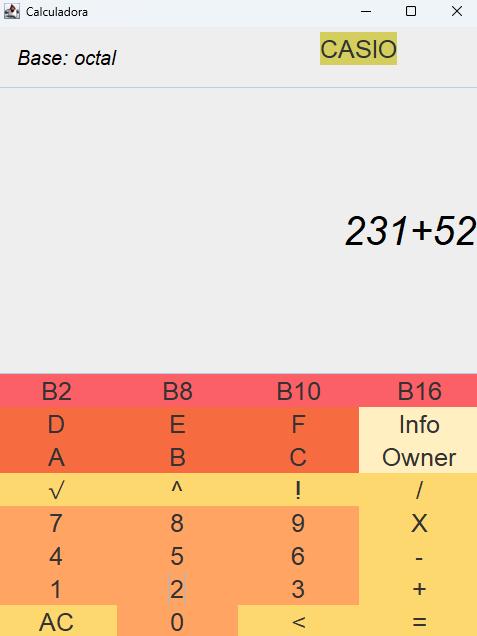 Calculadora
Base: octal
CASIO
231+52
B2 B8 B10 B16
D E F Info
A B C Owner
√ ^ ! /
7 8 9 X
4 5 6 -
1 2 3 +
AC 0 < =